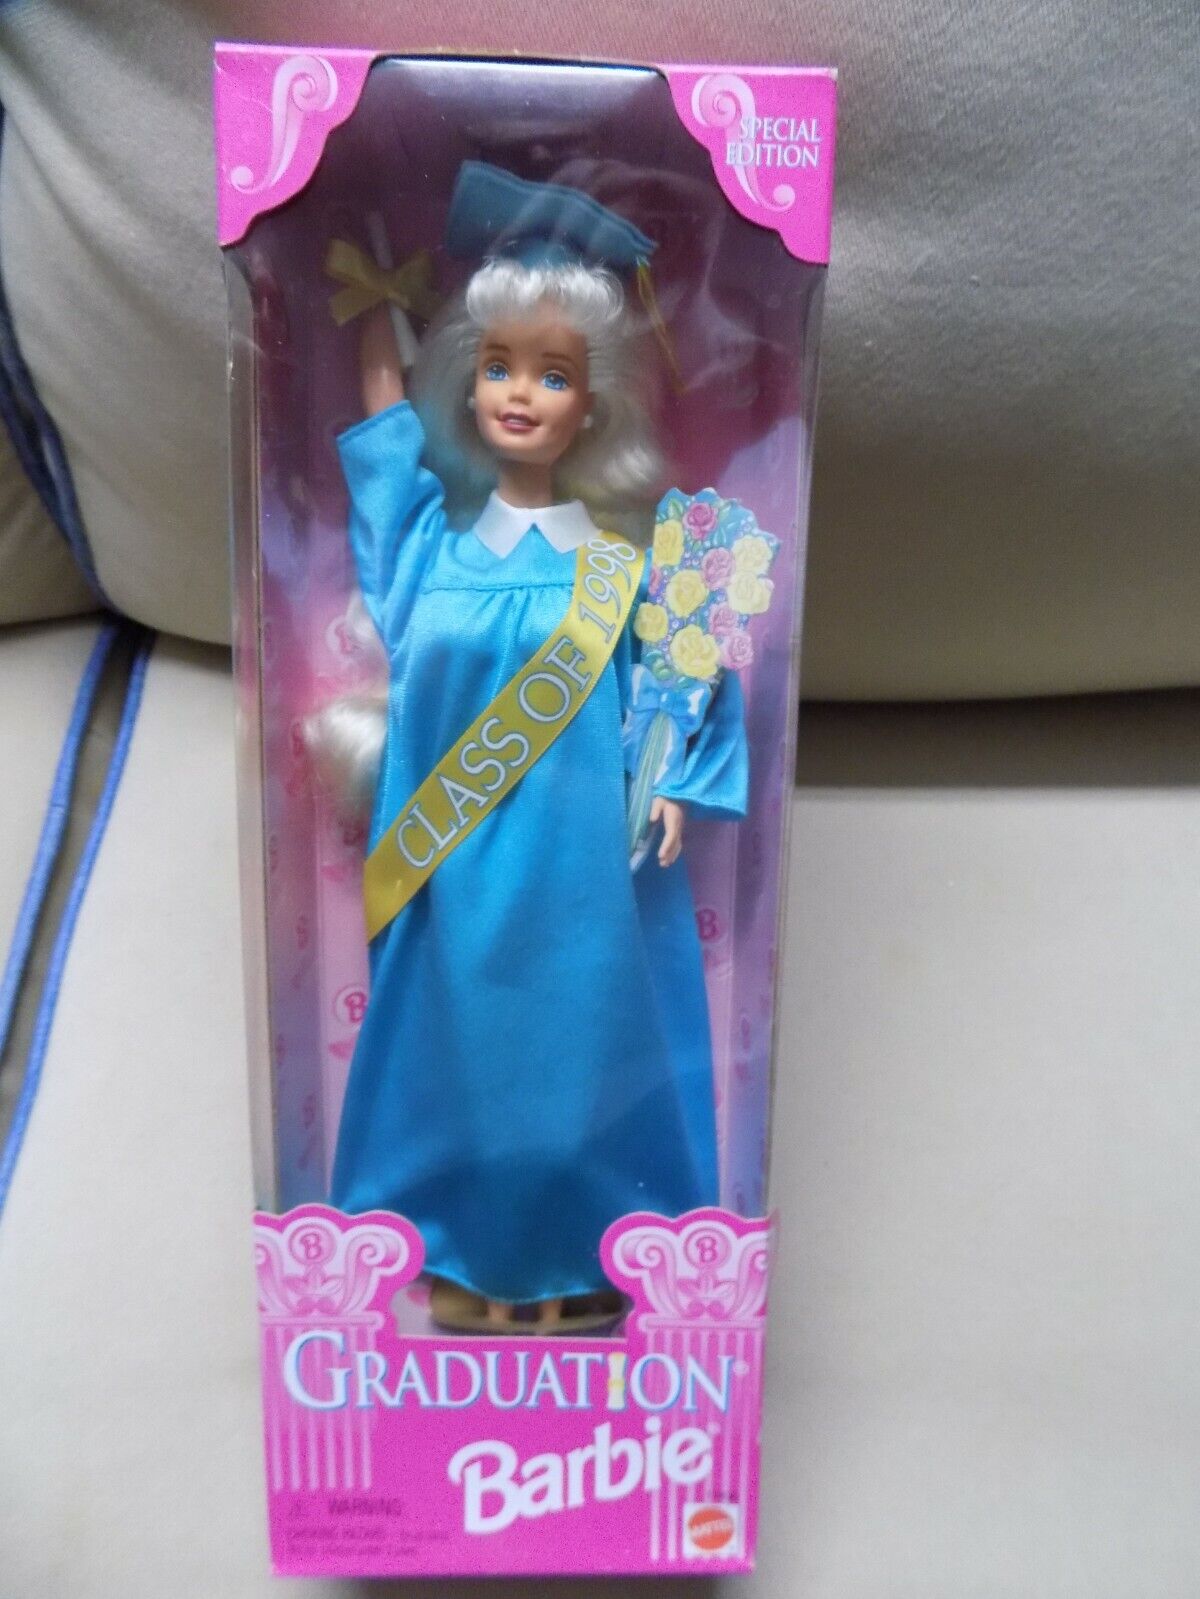 SPECIAL
EDITION
CLASS OF 1998
B
B
B
B
GRADUATION®
Barbie
WARNING
MATTEL